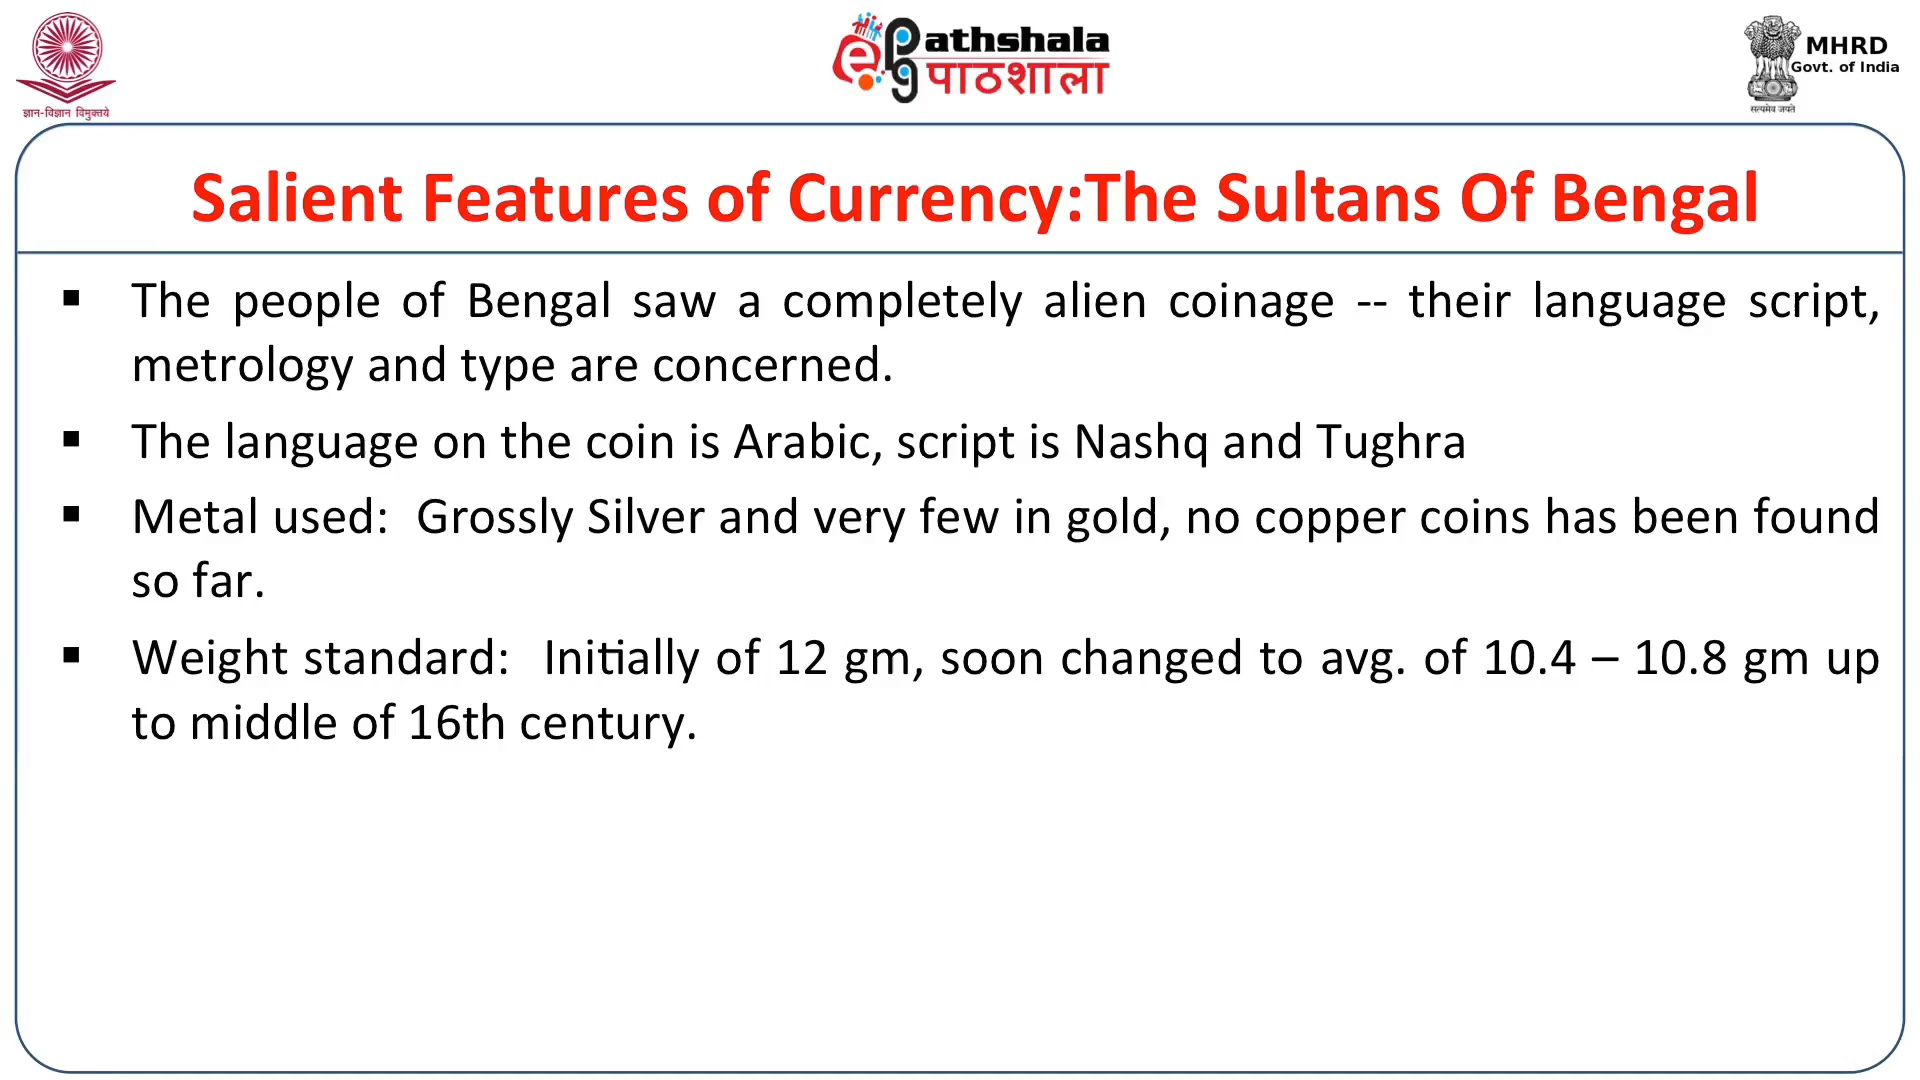 ज्ञान-विज्ञान विमुक्तये
ePathshala
पाठशाला
MHRD
Govt. of India
सत्यमेव जयते
Salient Features of Currency:The Sultans Of Bengal
▪ The people of Bengal saw a completely alien coinage -- their language script,
metrology and type are concerned.
▪ The language on the coin is Arabic, script is Nashq and Tughra
▪ Metal used: Grossly Silver and very few in gold, no copper coins has been found
so far.
▪ Weight standard: Initially of 12 gm, soon changed to avg. of 10.4 – 10.8 gm up
to middle of 16th century.